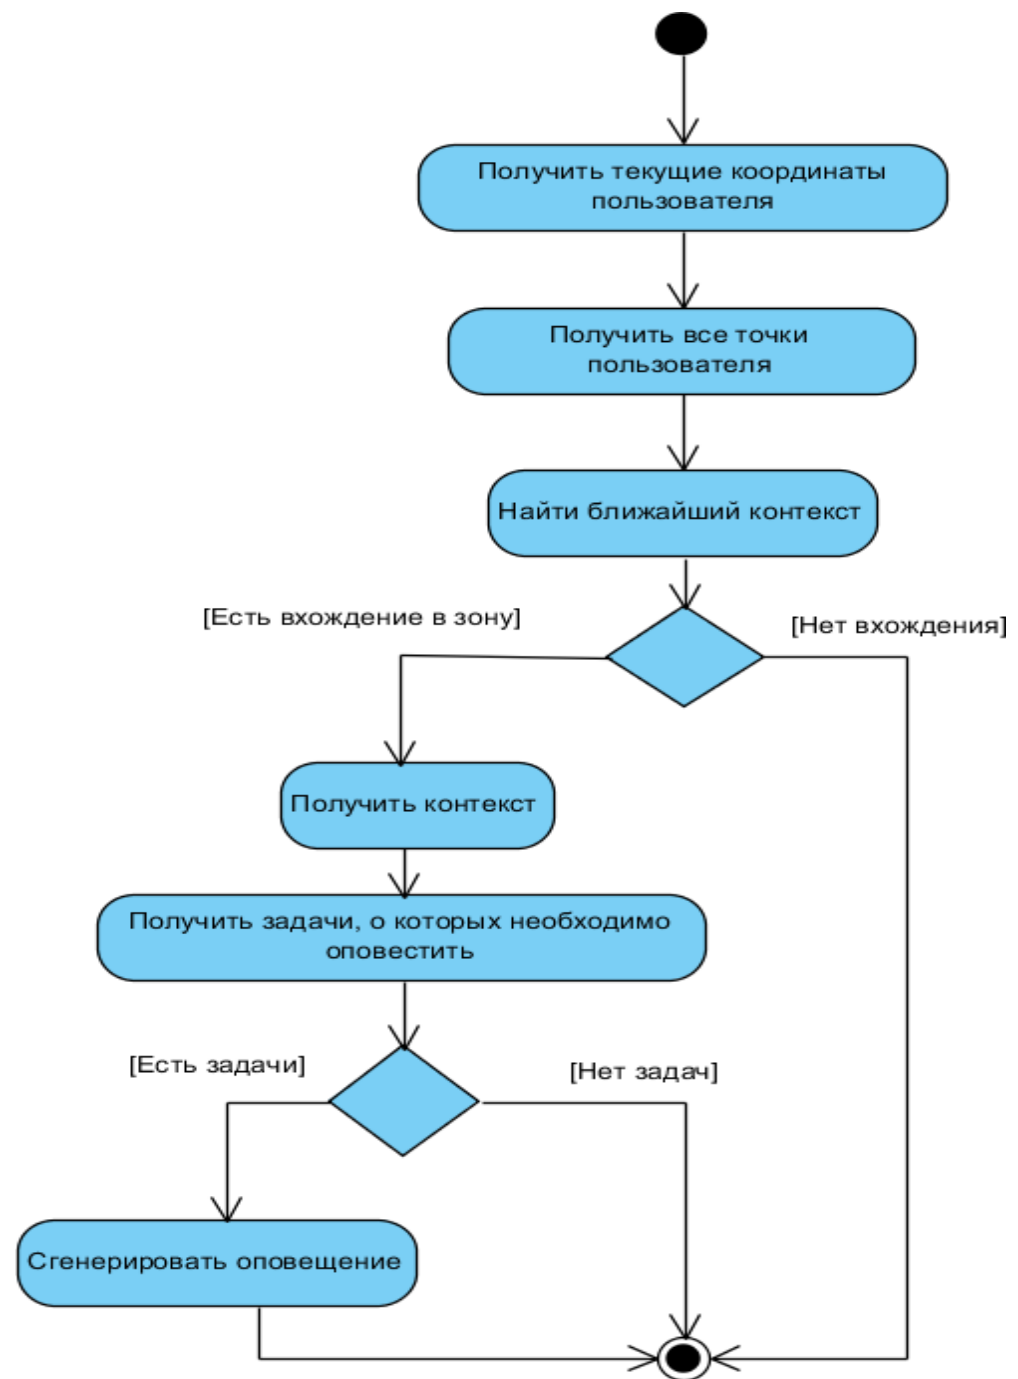 Получить текущие координаты
пользователя
Получить все точки
пользователя
Найти ближайший контекст
[Есть вхождение в зону]
[Нет вхождения]
Получить контекст
Получить задачи, о которых необходимо
оповестить
[Есть задачи]
[Нет задач]
Сгенерировать оповещение